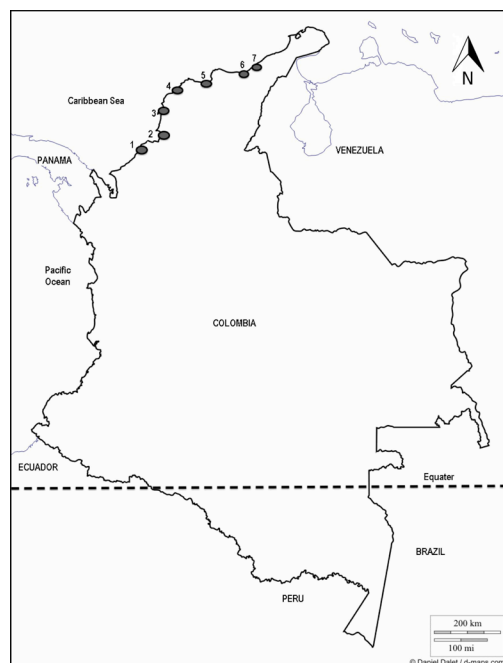 7
6
5
4
3
2
1
Caribbean Sea
N
PANAMA
VENEZUELA
Pacific
Ocean
COLOMBIA
ECUADOR
Equater
BRAZIL
PERU
200 km
100 mi
© Daniel Dalet / d-maps.com